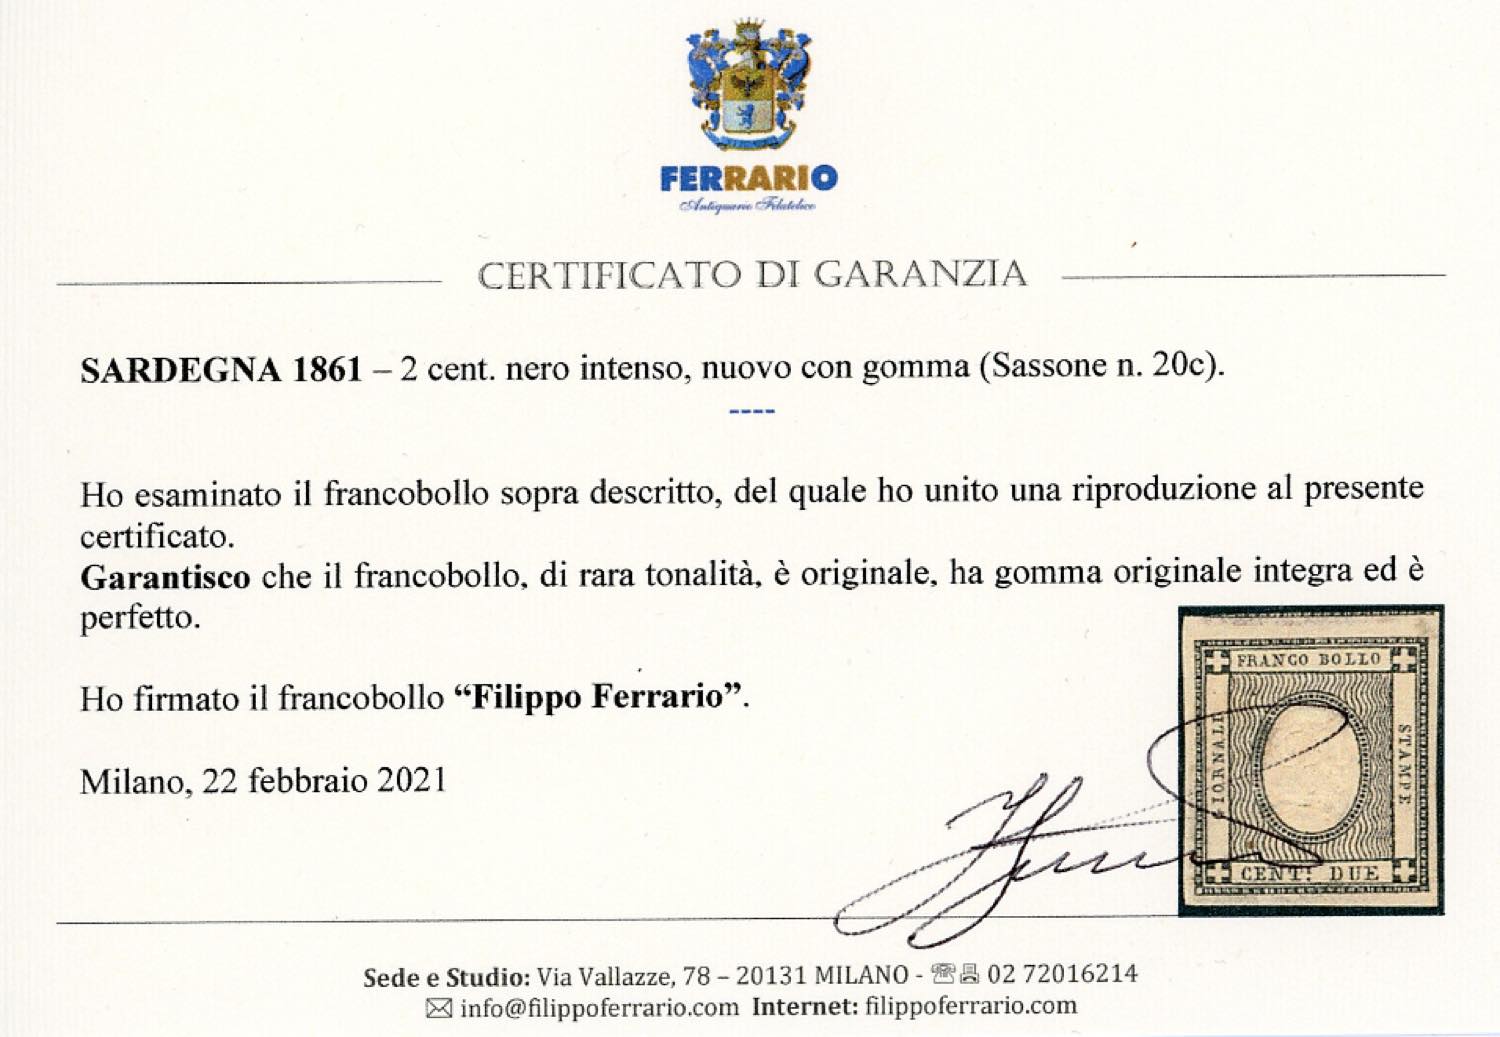 FERRARIO
Antiquario Filatelico
CERTIFICATO DI GARANZIA
SARDEGNA 1861 – 2 cent. nero intenso, nuovo con gomma (Sassone n. 20c).
----
Ho esaminato il francobollo sopra descritto, del quale ho unito una riproduzione al presente
certificato.
Garantisco che il francobollo, di rara tonalità, è originale, ha gomma originale integra ed è
perfetto.
Ho firmato il francobollo “Filippo Ferrario”.
Milano, 22 febbraio 2021
FRANCO BOLLO
GIORNALI
STAMPE
CENT: DUE
Sede e Studio: Via Vallazze, 78 – 20131 MILANO - 02 72016214
info@filippoferrario.com Internet: filippoferrario.com